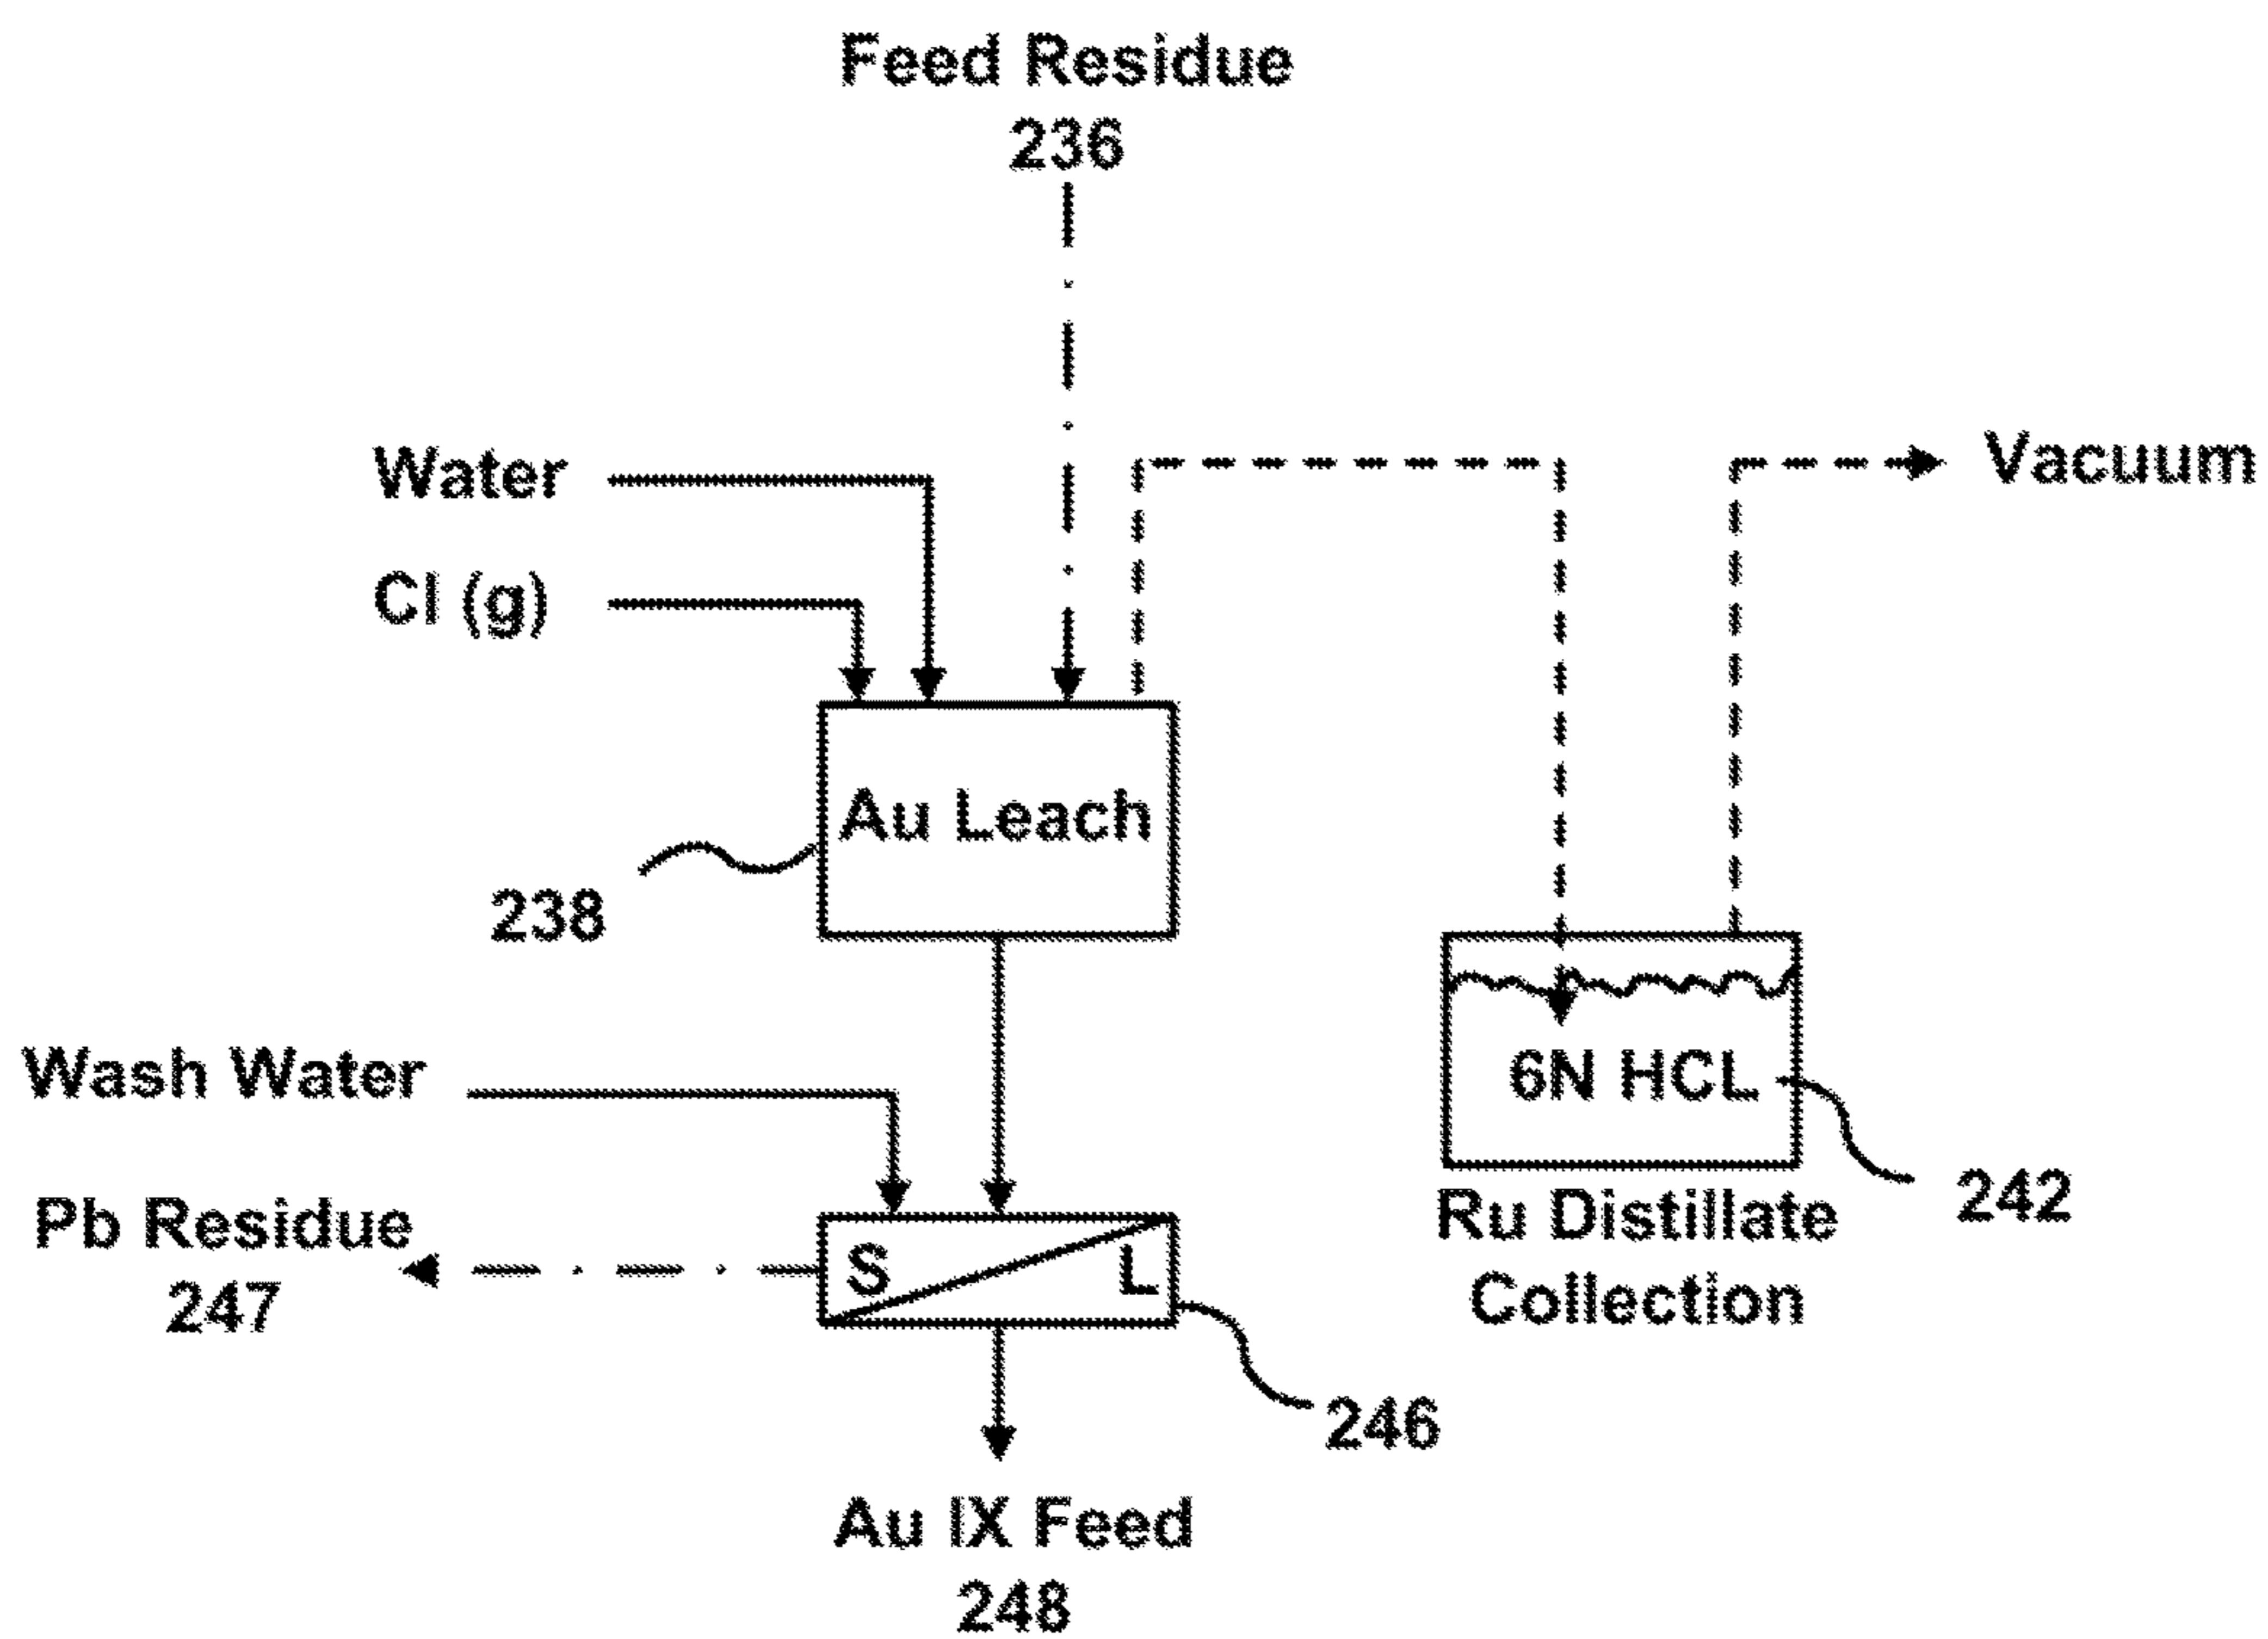 Feed Residue
236
Water
Vacuum
Cl (g)
Au Leach
238
Wash Water
6N HCL
Pb Residue
247
S
L
Ru Distillate
Collection
242
246
Au IX Feed
248